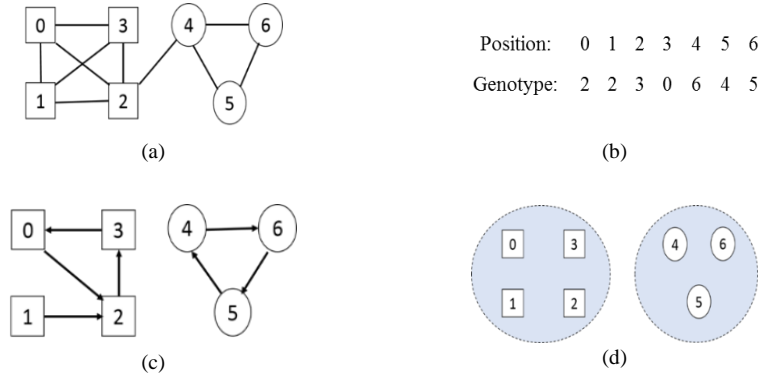 0 3 4 6
1 2 5
(a)
Position: 0 1 2 3 4 5 6
Genotype: 2 2 3 0 6 4 5
(b)
0 3 4 6
1 2 5
(c)
0 3 4 6
1 2 5
(d)